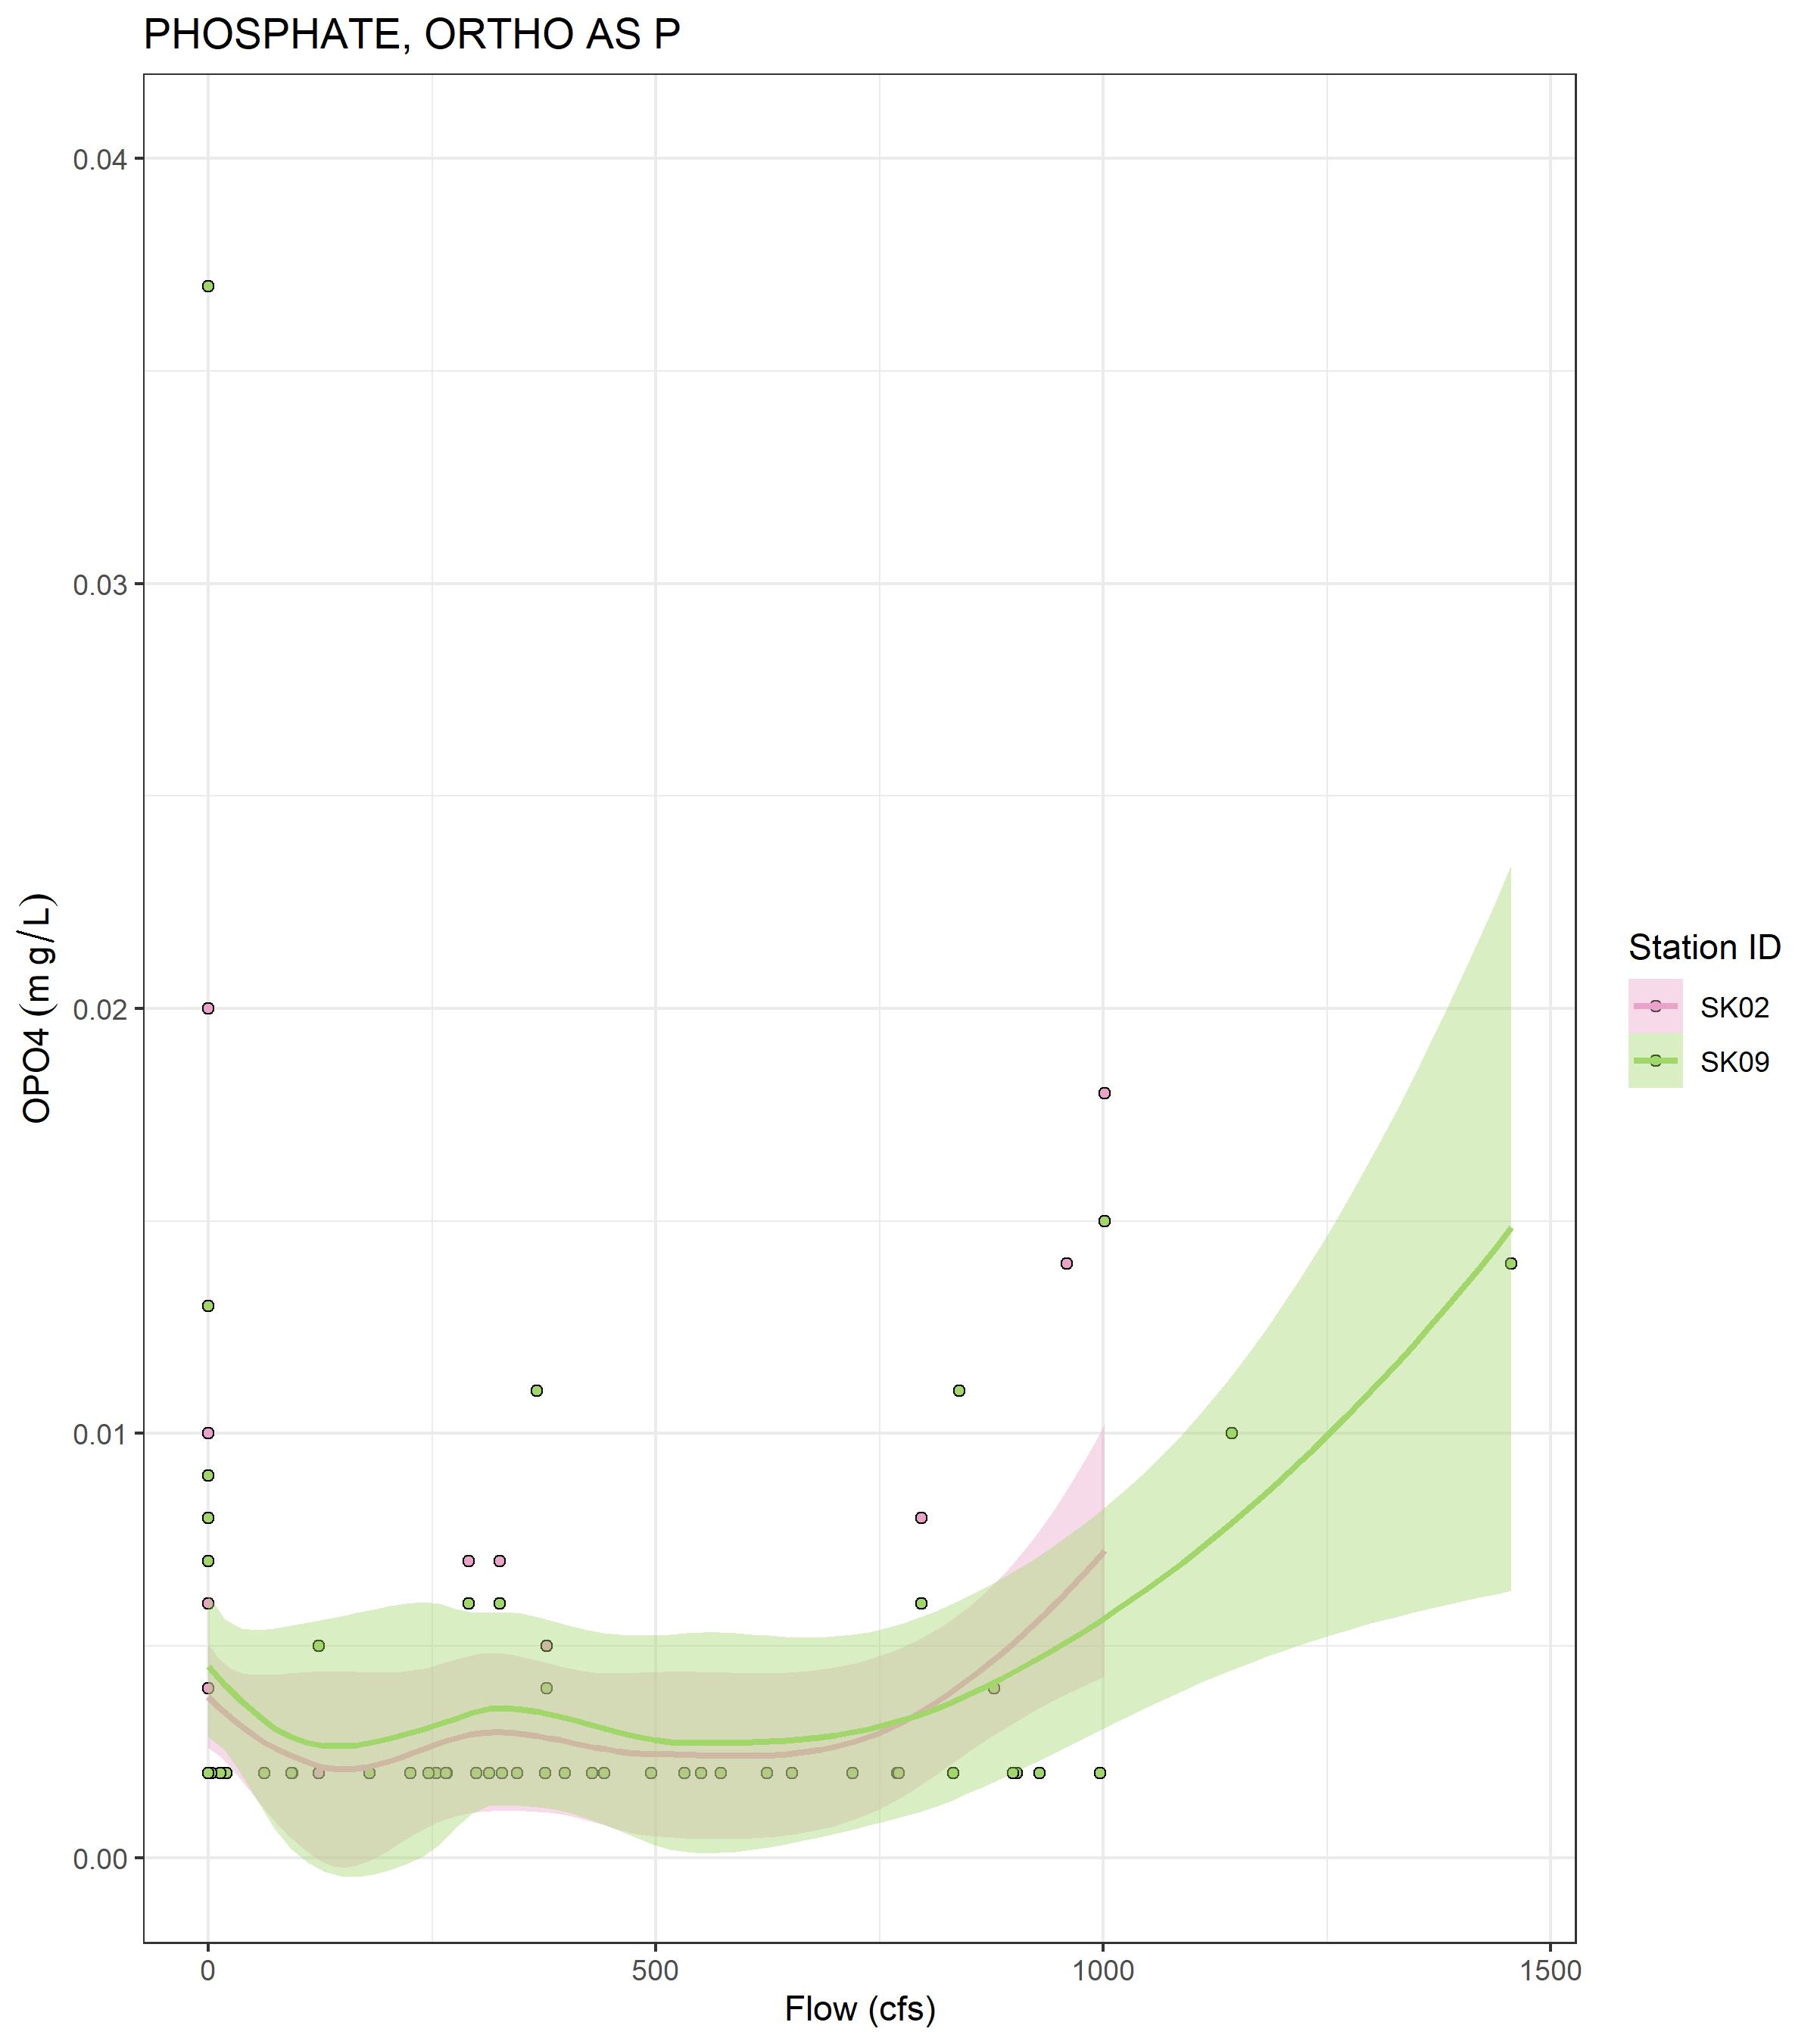 PHOSPHATE, ORTHO AS P
0.04
0.03
0.02
0.01
0.00
OPO4 (mg/L)
0
500
1000
1500
Flow (cfs)
Station ID
SK02
SK09